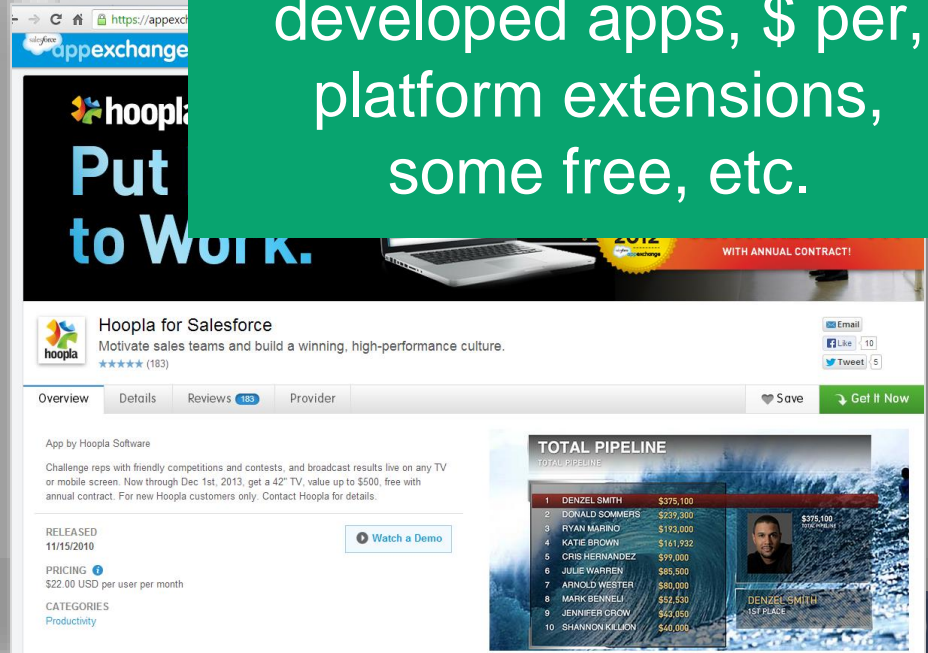 developed apps, $ per,
platform extensions,
some free, etc.
https://appexch
salesforce
appexchange
hoopla
Put
to Work.
2012
appexchange
WITH ANNUAL CONTRACT!
hoopla
Hoopla for Salesforce
Motivate sales teams and build a winning, high-performance culture.
(183)
Email
Like 10
Tweet 5
Overview Details Reviews 183 Provider Save Get It Now
App by Hoopla Software
Challenge reps with friendly competitions and contests, and broadcast results live on any TV
or mobile screen. Now through Dec 1st, 2013, get a 42" TV, value up to $500, free with
annual contract. For new Hoopla customers only. Contact Hoopla for details.
RELEASED
11/15/2010
Watch a Demo
PRICING
$22.00 USD per user per month
CATEGORIES
Productivity
TOTAL PIPELINE
TOTAL PIPELINE
1 DENZEL SMITH $375,100
2 DONALD SOMMERS $239,300
3 RYAN MARINO $193,000
4 KATIE BROWN $161,932
5 CRIS HERNANDEZ $99,000
6 JULIE WARREN $85,500
7 ARNOLD WESTER $80,000
8 MARK BENNELI $52,530
9 JENNIFER CROW $43,050
10 SHANNON KILLION $40,000
$375,100
TOTAL PIPELINE
DENZEL SMITH
1ST PLACE